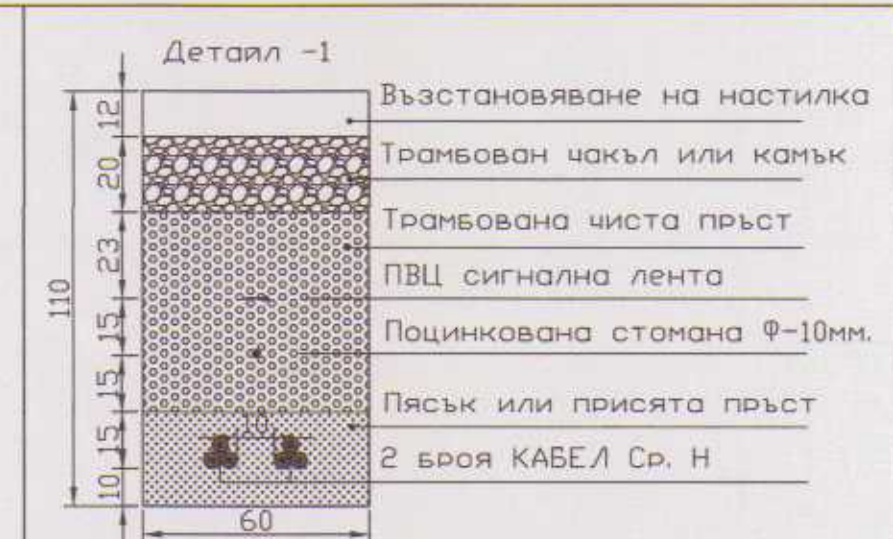 Детайл -1
Възстановяване на настилка
Трамбован чакъл или камък
Трамбована чиста пръст
ПВЦ сигнална лента
Поцинкована стомана Ф-10мм.
Пясък или присята пръст
2 броя КАБЕЛ Ср. Н
12
20
23
15
15
15
10
110
10
60